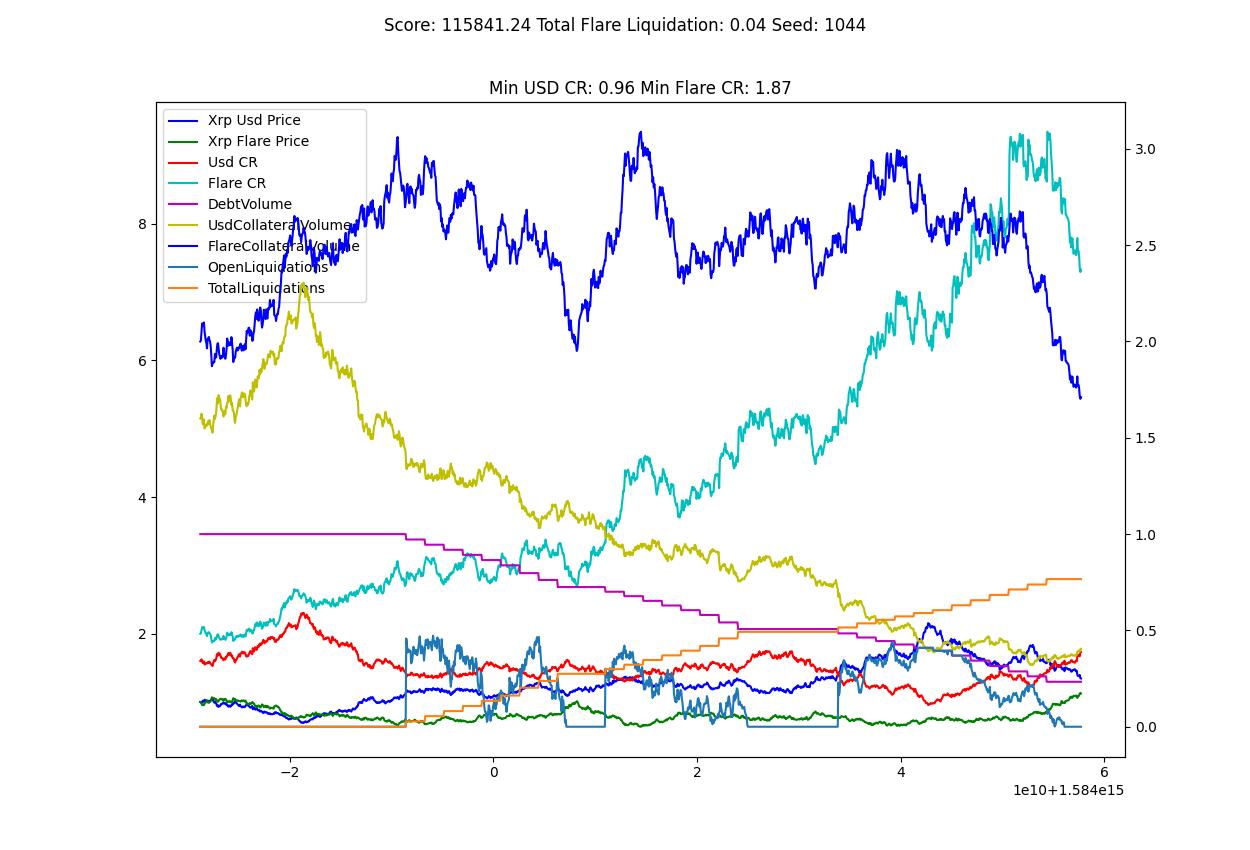 Score: 115841.24 Total Flare Liquidation: 0.04 Seed: 1044
Min USD CR: 0.96 Min Flare CR: 1.87
Xrp Usd Price
Xrp Flare Price
Usd CR
Flare CR
DebtVolume
UsdCollateralVolume
FlareCollateralVolume
OpenLiquidations
TotalLiquidations
8
6
4
2
3.0
2.5
2.0
1.5
1.0
0.5
0.0
−2 0 2 4 6
1e10+1.584e15